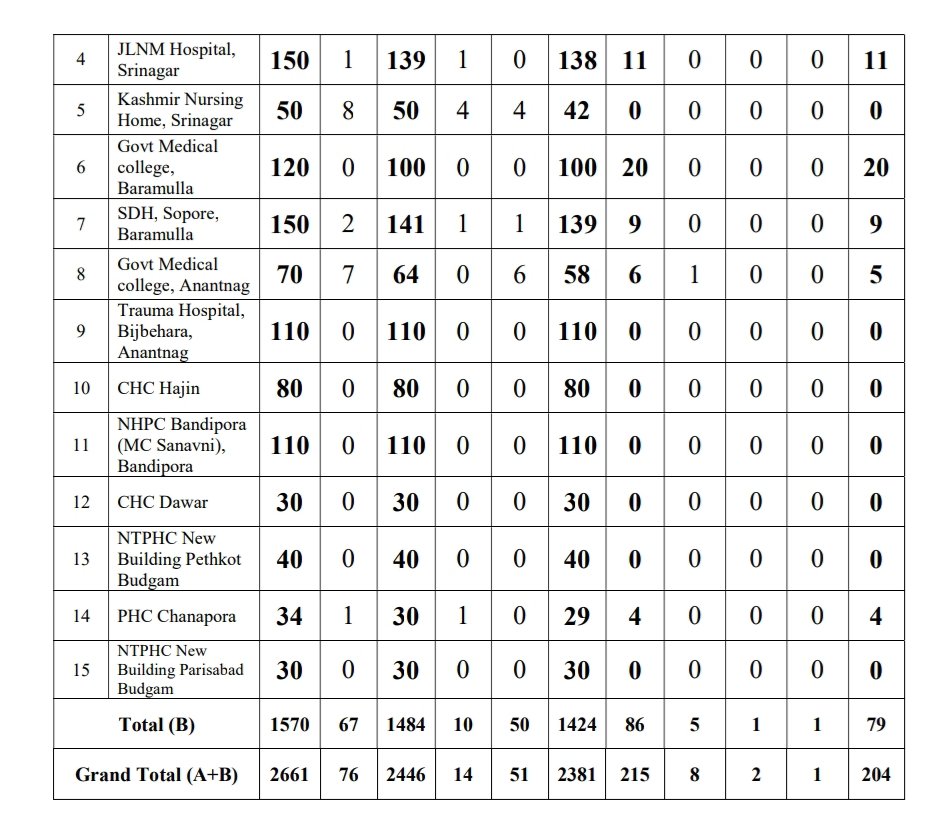 4 JLNM Hospital, Srinagar 150 1 139 1 0 138 11 0 0 0 11
5 Kashmir Nursing Home, Srinagar 50 8 50 4 4 42 0 0 0 0 0
6 Govt Medical college, Baramulla 120 0 100 0 0 100 20 0 0 0 20
7 SDH, Sopore, Baramulla 150 2 141 1 1 139 9 0 0 0 9
8 Govt Medical college, Anantnag 70 7 64 0 6 58 6 1 0 0 5
9 Trauma Hospital, Bijbehara, Anantnag 110 0 110 0 0 110 0 0 0 0 0
10 CHC Hajin 80 0 80 0 0 80 0 0 0 0 0
11 NHPC Bandipora (MC Sanavni), Bandipora 110 0 110 0 0 110 0 0 0 0 0
12 CHC Dawar 30 0 30 0 0 30 0 0 0 0 0
13 NTPHC New Building Pethkot Budgam 40 0 40 0 0 40 0 0 0 0 0
14 PHC Chanapora 34 1 30 1 0 29 4 0 0 0 4
15 NTPHC New Building Parisabad Budgam 30 0 30 0 0 30 0 0 0 0 0
Total (B) 1570 67 1484 10 50 1424 86 5 1 1 79
Grand Total (A+B) 2661 76 2446 14 51 2381 215 8 2 1 204